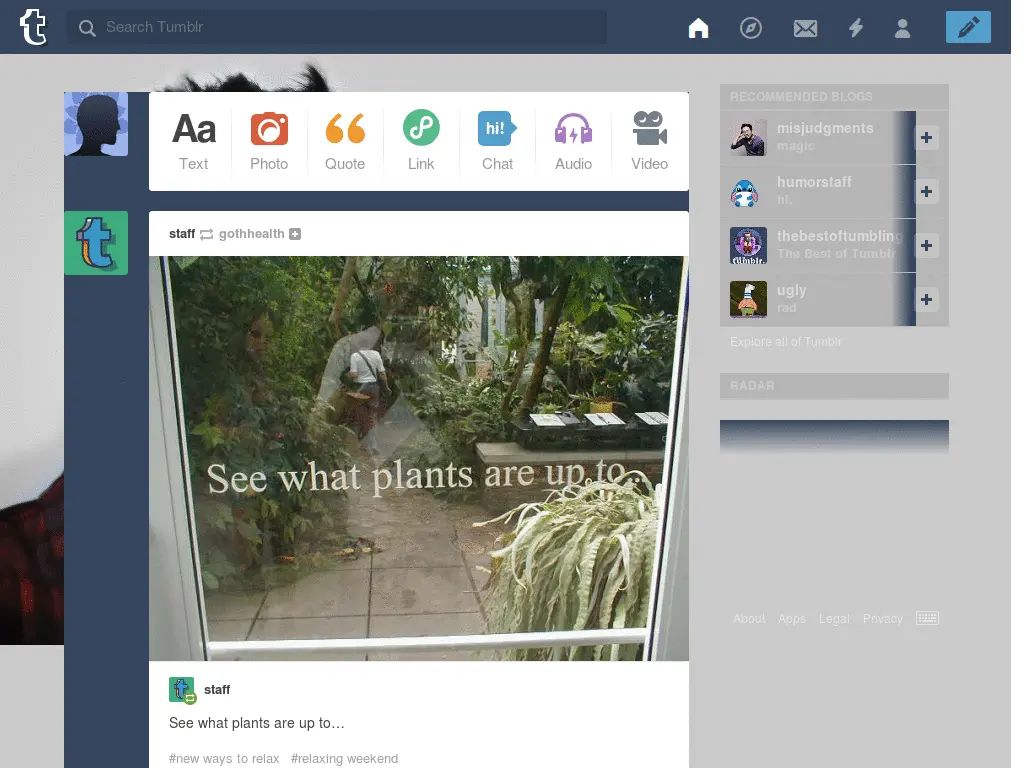 Search Tumblr
Aa
Text
Photo
Quote
Link
hi!
Chat
Audio
Video
staff gothhealth
See what plants are up to...
staff
See what plants are up to…
#new ways to relax #relaxing weekend
RECOMMENDED BLOGS
misjudgments
magic
humorstaff
hi.
thebestoftumbling
The Best of Tumblr
ugly
rad
Explore all of Tumblr
RADAR
About Apps Legal Privacy